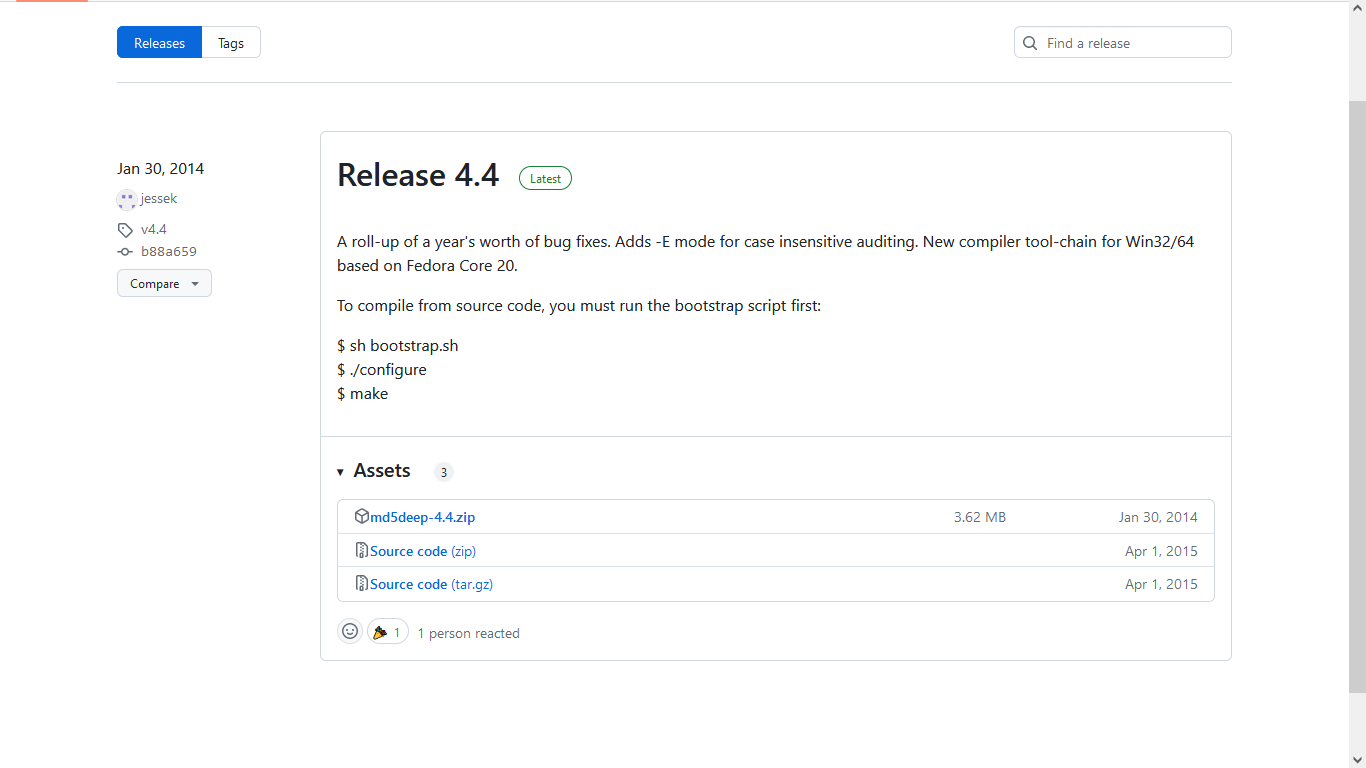 Releases
Tags
Find a release
Jan 30, 2014
jessek
v4.4
b88a659
Compare
Release 4.4
Latest
A roll-up of a year's worth of bug fixes. Adds -E mode for case insensitive auditing. New compiler tool-chain for Win32/64
based on Fedora Core 20.
To compile from source code, you must run the bootstrap script first:
$ sh bootstrap.sh
$ ./configure
$ make
Assets 3
md5deep-4.4.zip 3.62 MB Jan 30, 2014
Source code (zip) Apr 1, 2015
Source code (tar.gz) Apr 1, 2015
1 1 person reacted